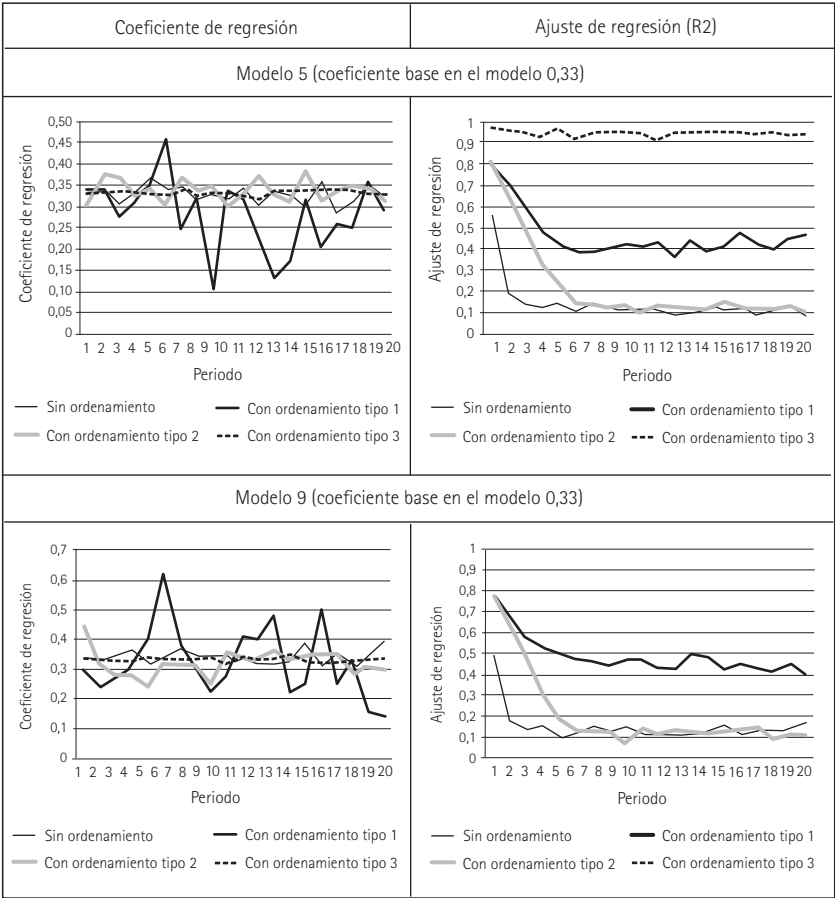 Coeficiente de regresión
Ajuste de regresión (R2)
Modelo 5 (coeficiente base en el modelo 0,33)
Coeficiente de regresión
0,50
0,45
0,40
0,35
0,30
0,25
0,20
0,15
0,10
0,05
0
1 2 3 4 5 6 7 8 9 10 11 12 13 14 15 16 17 18 19 20
Periodo
Sin ordenamiento
Con ordenamiento tipo 1
Con ordenamiento tipo 2
Con ordenamiento tipo 3
Ajuste de regresión
1
0,9
0,8
0,7
0,6
0,5
0,4
0,3
0,2
0,1
0
1 2 3 4 5 6 7 8 9 10 11 12 13 14 15 16 17 18 19 20
Periodo
Sin ordenamiento
Con ordenamiento tipo 1
Con ordenamiento tipo 2
Con ordenamiento tipo 3
Modelo 9 (coeficiente base en el modelo 0,33)
Coeficiente de regresión
0,7
0,6
0,5
0,4
0,3
0,2
0,1
0
1 2 3 4 5 6 7 8 9 10 11 12 13 14 15 16 17 18 19 20
Periodo
Sin ordenamiento
Con ordenamiento tipo 1
Con ordenamiento tipo 2
Con ordenamiento tipo 3
Ajuste de regresión
1
0,9
0,8
0,7
0,6
0,5
0,4
0,3
0,2
0,1
0
1 2 3 4 5 6 7 8 9 10 11 12 13 14 15 16 17 18 19 20
Periodo
Sin ordenamiento
Con ordenamiento tipo 1
Con ordenamiento tipo 2
Con ordenamiento tipo 3